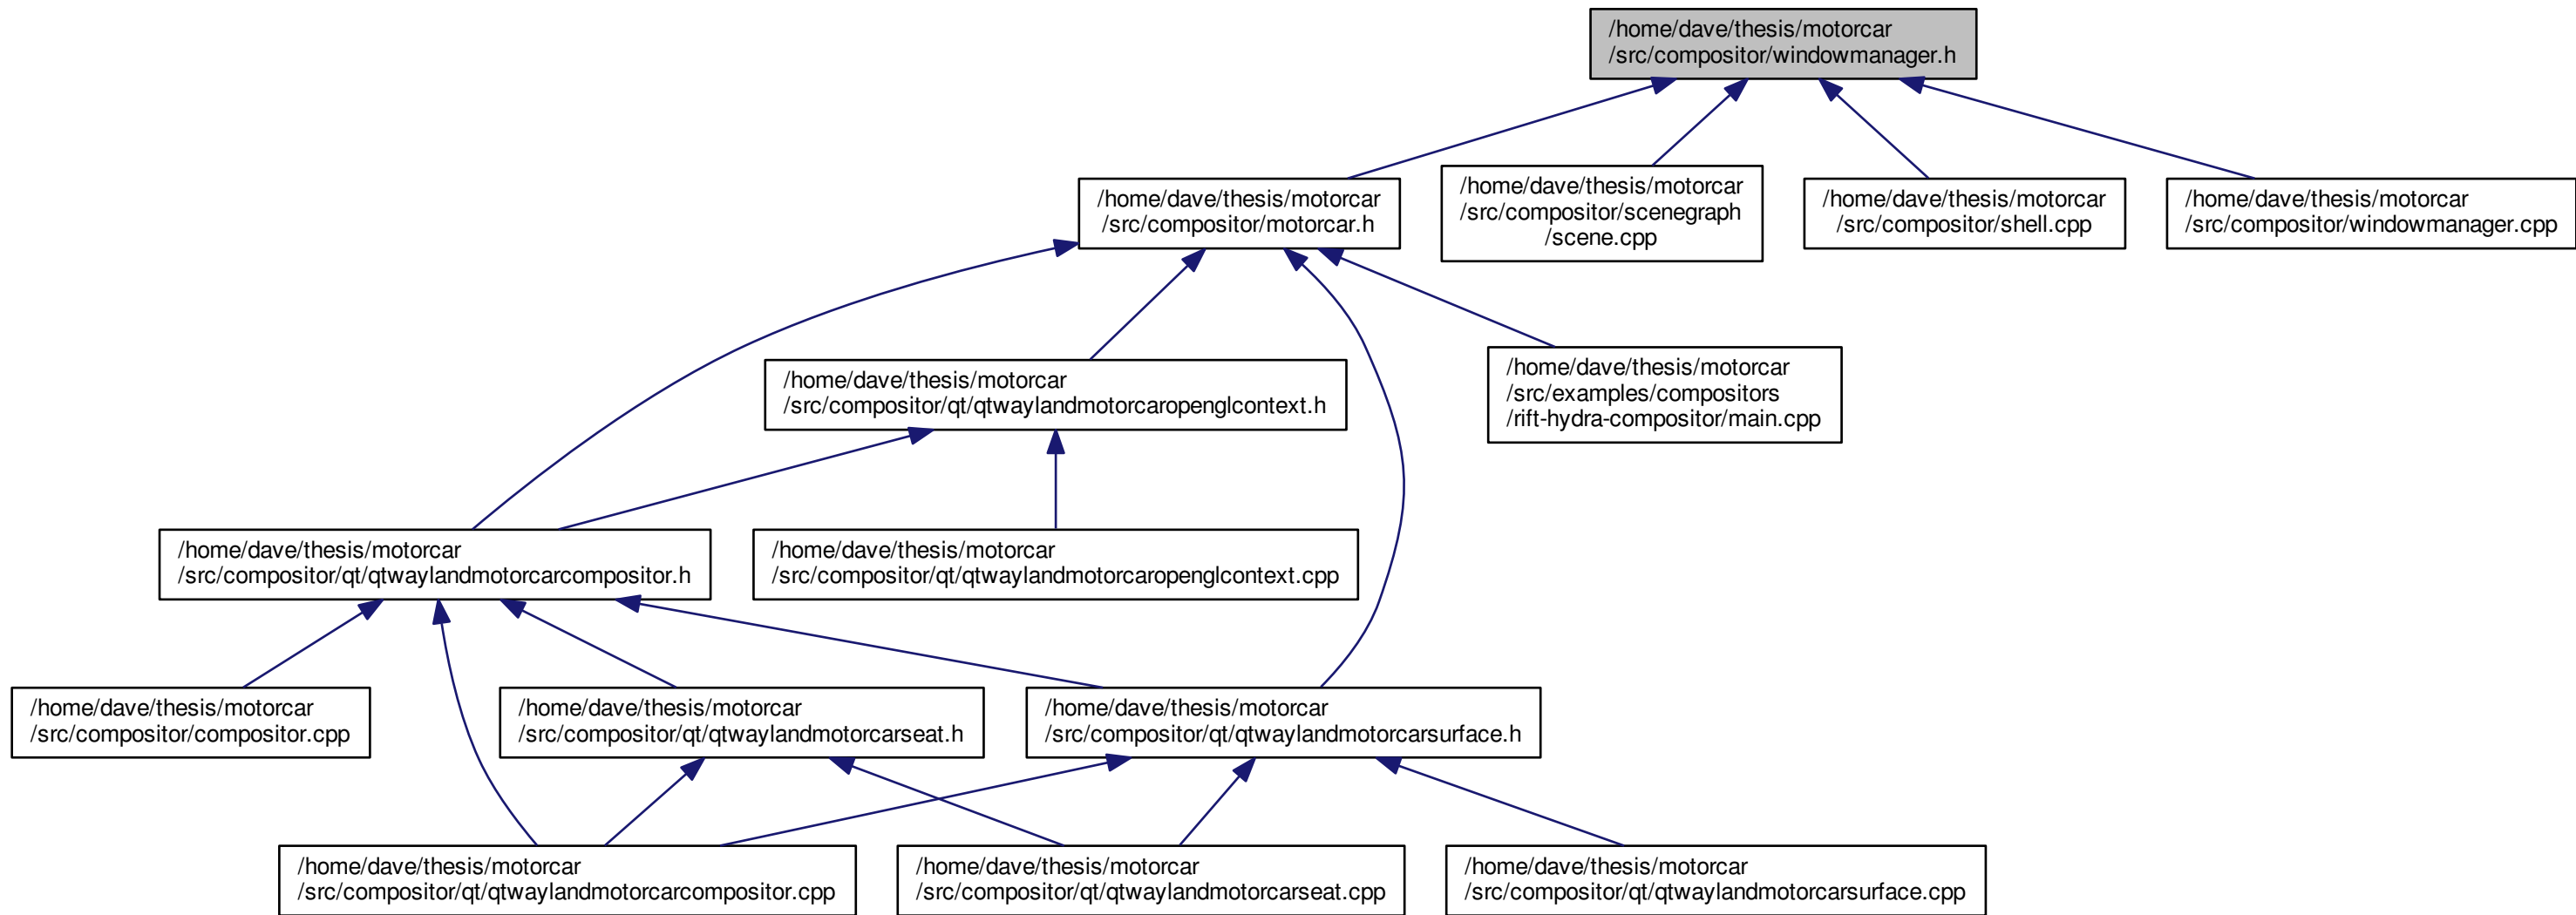 /home/dave/thesis/motorcar
/src/compositor/windowmanager.h
/home/dave/thesis/motorcar
/src/compositor/motorcar.h
/home/dave/thesis/motorcar
/src/compositor/scenegraph
/scene.cpp
/home/dave/thesis/motorcar
/src/compositor/shell.cpp
/home/dave/thesis/motorcar
/src/compositor/windowmanager.cpp
/home/dave/thesis/motorcar
/src/compositor/qt/qtwaylandmotorcaropenglcontext.h
/home/dave/thesis/motorcar
/src/examples/compositors
/rift-hydra-compositor/main.cpp
/home/dave/thesis/motorcar
/src/compositor/qt/qtwaylandmotorcarcompositor.h
/home/dave/thesis/motorcar
/src/compositor/qt/qtwaylandmotorcaropenglcontext.cpp
/home/dave/thesis/motorcar
/src/compositor/compositor.cpp
/home/dave/thesis/motorcar
/src/compositor/qt/qtwaylandmotorcarseat.h
/home/dave/thesis/motorcar
/src/compositor/qt/qtwaylandmotorcarsurface.h
/home/dave/thesis/motorcar
/src/compositor/qt/qtwaylandmotorcarcompositor.cpp
/home/dave/thesis/motorcar
/src/compositor/qt/qtwaylandmotorcarseat.cpp
/home/dave/thesis/motorcar
/src/compositor/qt/qtwaylandmotorcarsurface.cpp